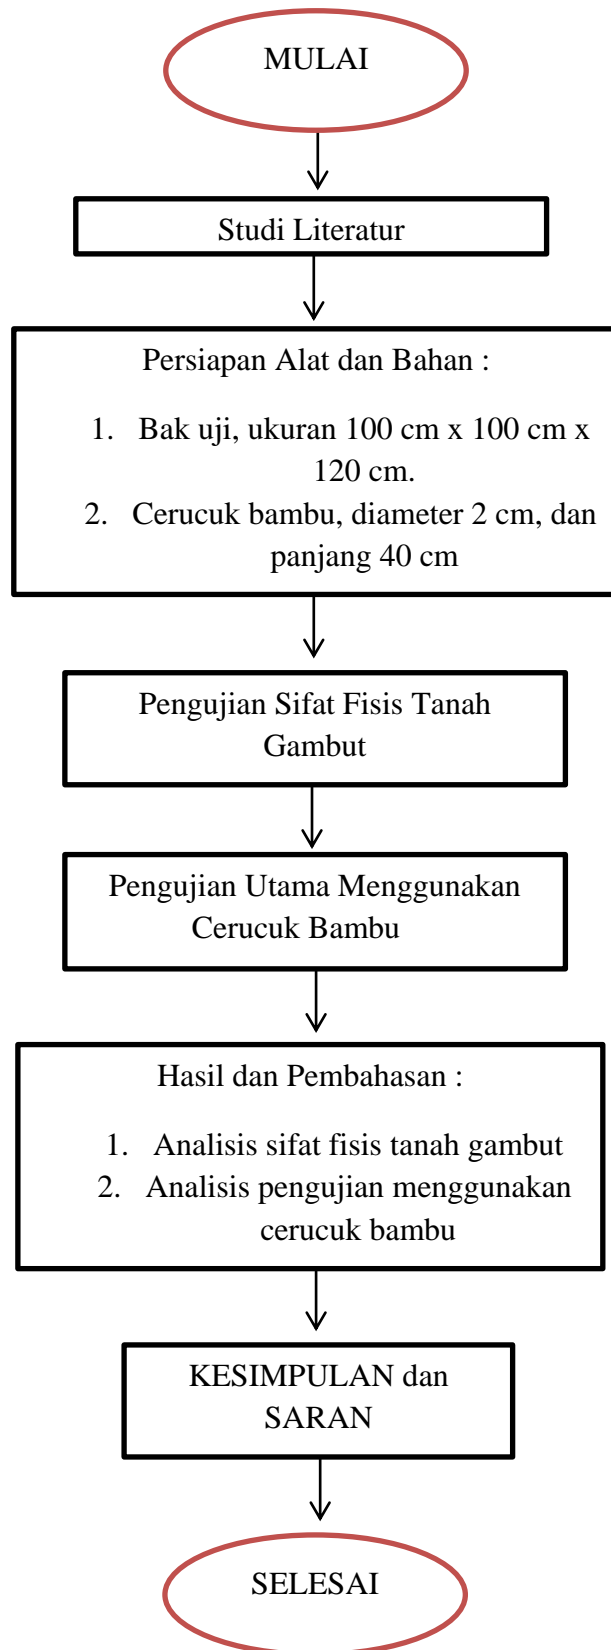 MULAI
Studi Literatur
Persiapan Alat dan Bahan :
1. Bak uji, ukuran 100 cm x 100 cm x
120 cm.
2. Cerucuk bambu, diameter 2 cm, dan
panjang 40 cm
Pengujian Sifat Fisis Tanah
Gambut
Pengujian Utama Menggunakan
Cerucuk Bambu
Hasil dan Pembahasan :
1. Analisis sifat fisis tanah gambut
2. Analisis pengujian menggunakan
cerucuk bambu
KESIMPULAN dan
SARAN
SELESAI